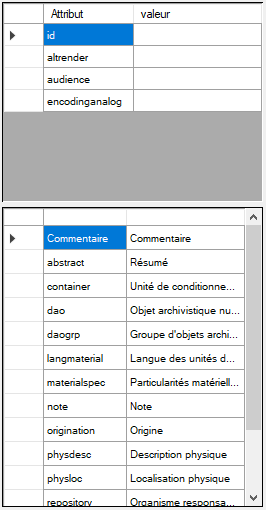 Attribut valeur
id
altrender
audience
encodinganalog
Commentaire Commentaire
abstract Résumé
container Unité de conditionne...
dao Objet archivistique nu...
daogrp Groupe d'objets archi...
langmaterial Langue des unités d...
materialspec Particularités matériell...
note Note
origination Origine
physdesc Description physique
physloc Localisation physique
repository Organisme responsa...